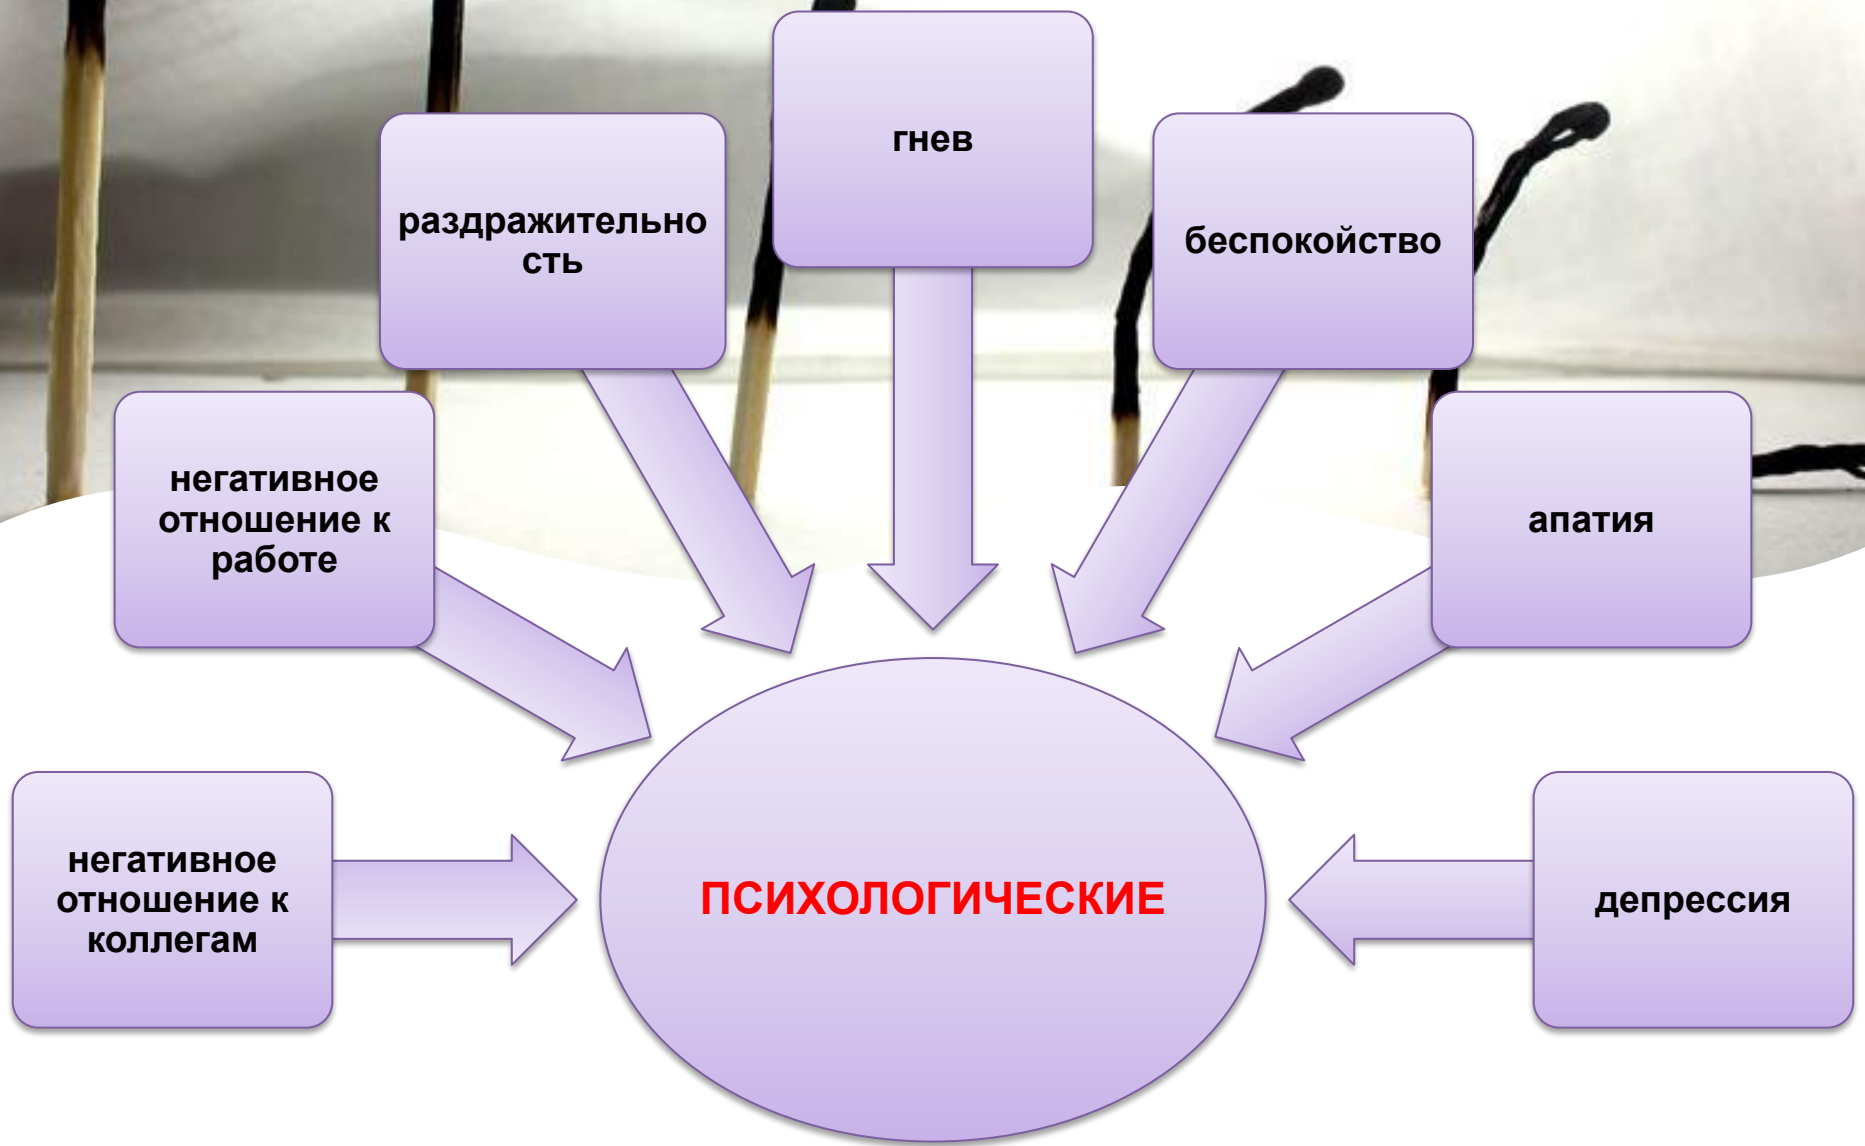 гнев
раздражительно
сть
беспокойство
негативное
отношение к
работе
апатия
негативное
отношение к
коллегам
ПСИХОЛОГИЧЕСКИЕ
депрессия